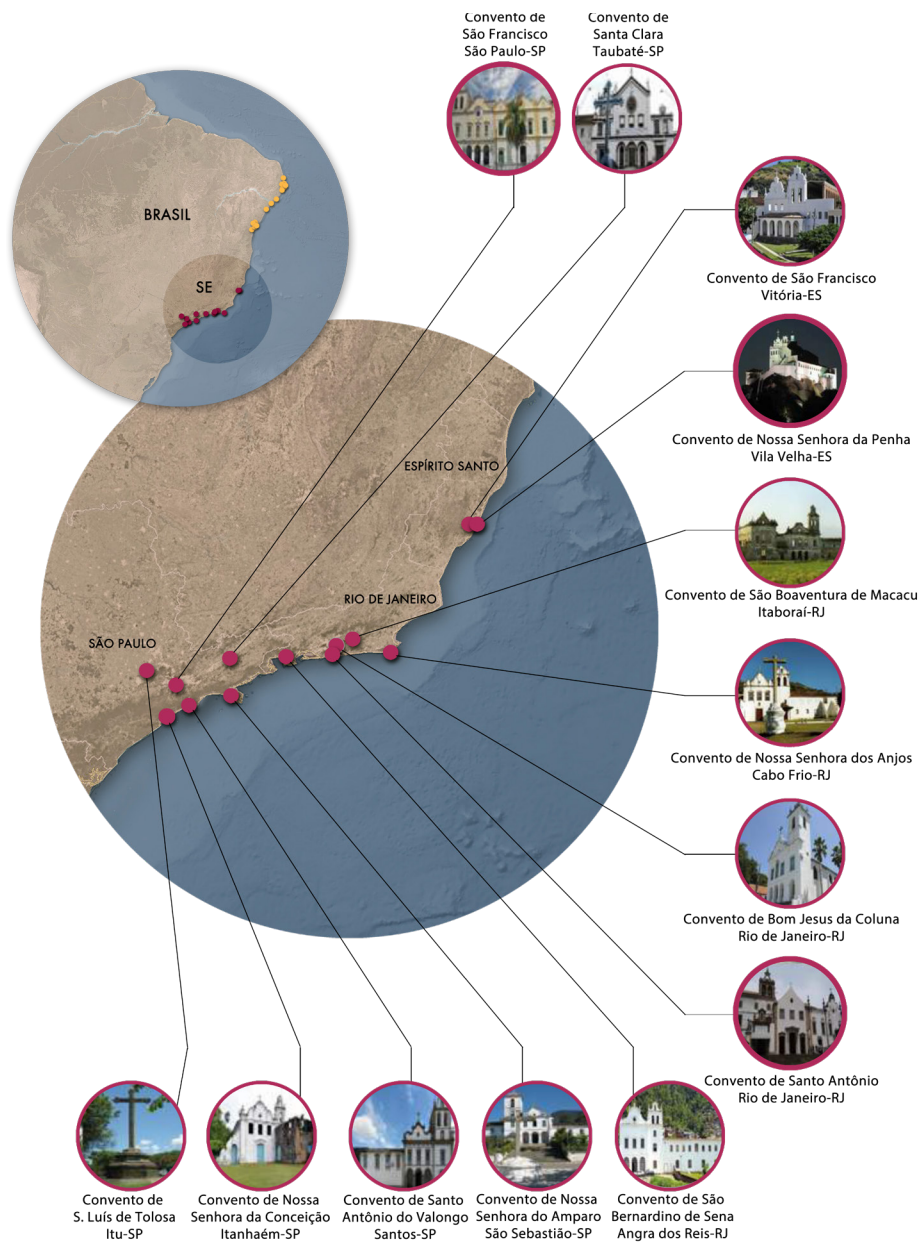 Convento de
São Francisco
São Paulo-SP
Convento de
Santa Clara
Taubaté-SP
BRASIL
SE
Convento de São Francisco
Vitória-ES
Convento de Nossa Senhora da Penha
Vila Velha-ES
ESPÍRITO SANTO
Convento de São Boaventura de Macacu
Itaboraí-RJ
RIO DE JANEIRO
SÃO PAULO
Convento de Nossa Senhora dos Anjos
Cabo Frio-RJ
Convento de Bom Jesus da Coluna
Rio de Janeiro-RJ
Convento de Santo Antônio
Rio de Janeiro-RJ
Convento de
S. Luís de Tolosa
Itu-SP
Convento de Nossa
Senhora da Conceição
Itanhaém-SP
Convento de Santo
Antônio do Valongo
Santos-SP
Convento de Nossa
Senhora do Amparo
São Sebastião-SP
Convento de São
Bernardino de Sena
Angra dos Reis-RJ